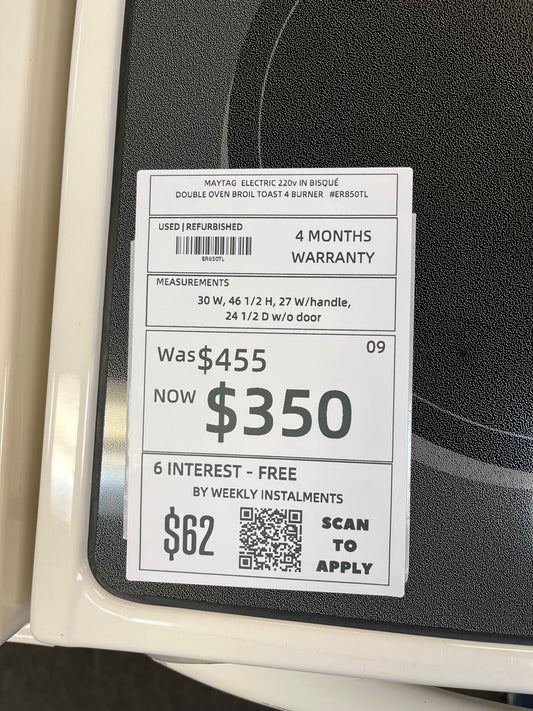 MAYTAG ELECTRIC 220v IN BISQUÉ
DOUBLE OVEN BROIL TOAST 4 BURNER #ER850TL
USED | REFURBISHED
ER850TL
4 MONTHS
WARRANTY
MEASUREMENTS
30 W, 46 1/2 H, 27 W/handle,
24 1/2 D w/o door
09
Was $455
NOW $350
6 INTEREST - FREE
BY WEEKLY INSTALMENTS
$62
SCAN
TO
APPLY